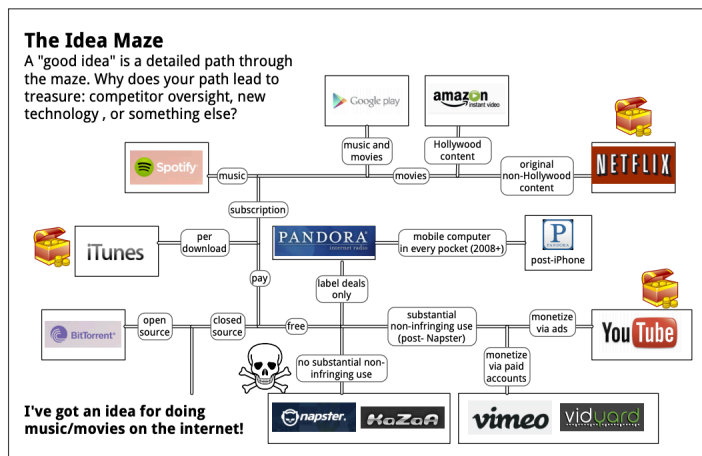 The Idea Maze
A "good idea" is a detailed path through
the maze. Why does your path lead to
treasure: competitor oversight, new
technology , or something else?
Google play
amazon
instant video
music and
movies
Hollywood
content
Spotify
music
movies
original
non-Hollywood
content
NETFLIX
subscription
iTunes
per
download
PANDORA
internet radio
mobile computer
in every pocket (2008+)
P
PANDORA
post-iPhone
pay
label deals
only
BitTorrent
open
source
closed
source
free
substantial
non-infringing use
(post- Napster)
monetize
via ads
YouTube
no substantial non-
infringing use
monetize
via paid
accounts
I've got an idea for doing
music/movies on the internet!
napster.
KaZaA
vimeo
vidyard